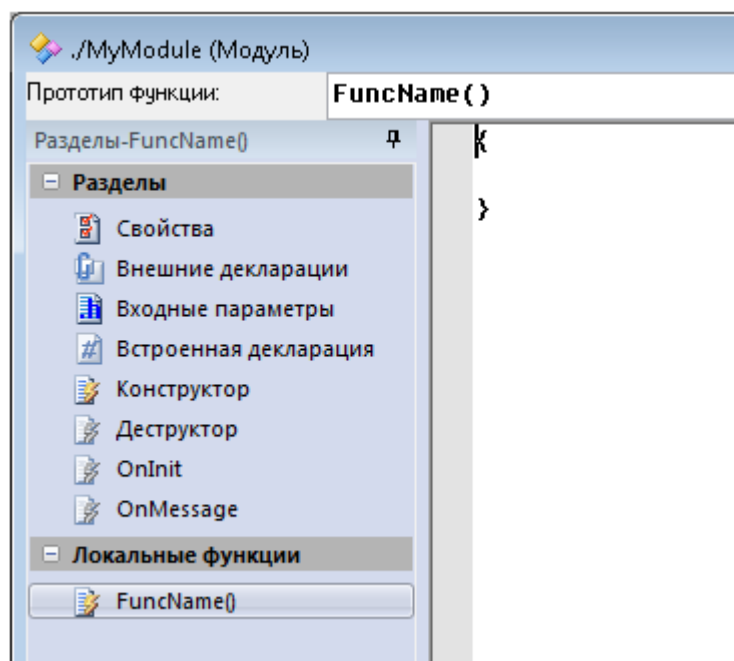 ./MyModule (Модуль)
Прототип функции: FuncName()
Разделы-FuncName()
{
Разделы
}
Свойства
Внешние декларации
Входные параметры
Встроенная декларация
Конструктор
Деструктор
OnInit
OnMessage
Локальные функции
FuncName()